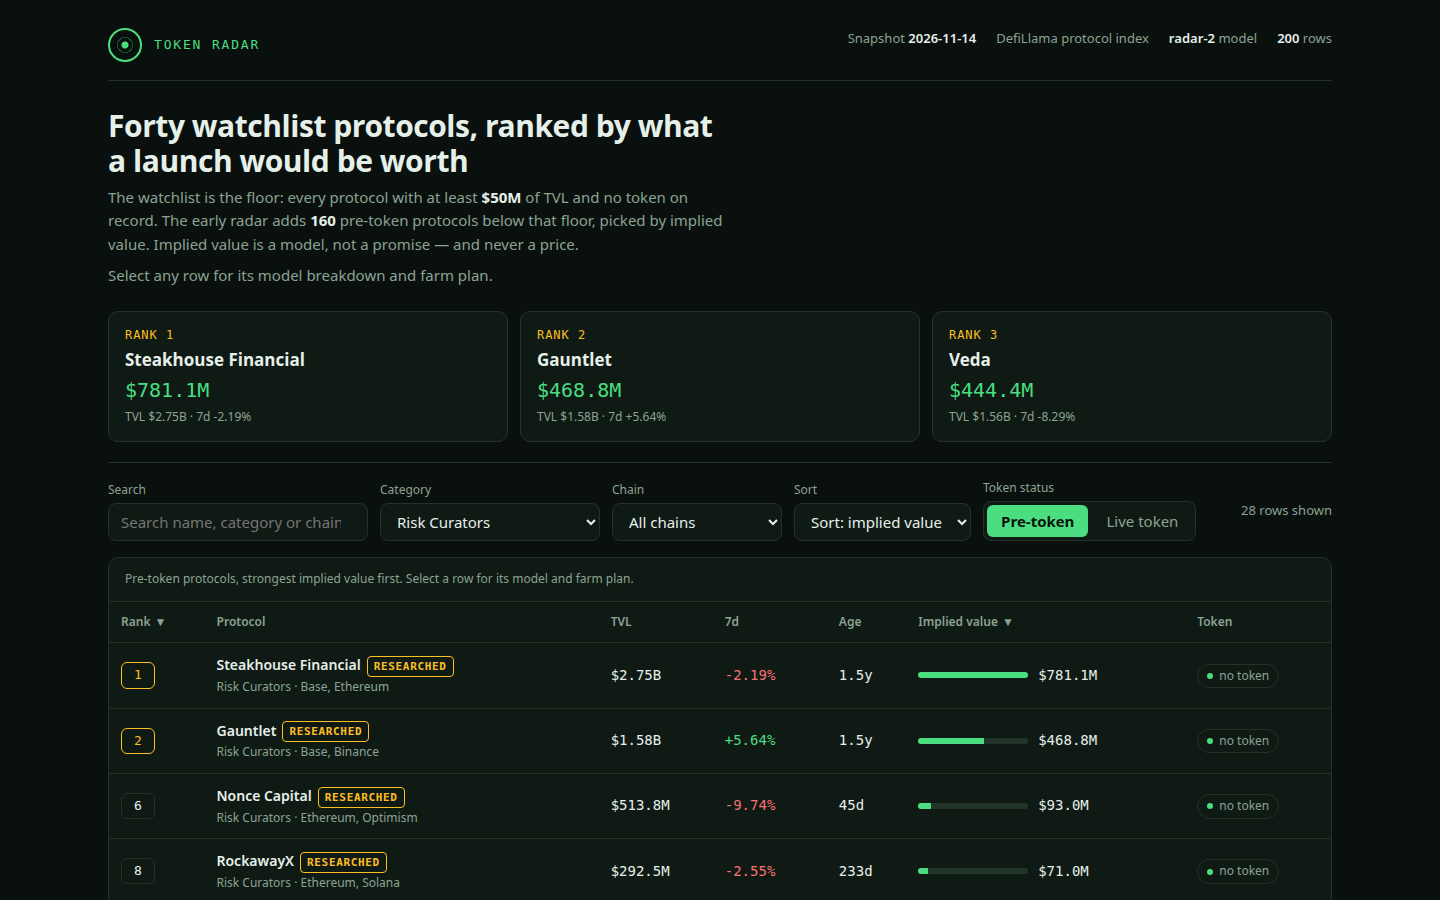 TOKEN RADAR
Snapshot 2026-11-14 DefiLlama protocol index radar-2 model 200 rows
Forty watchlist protocols, ranked by what
a launch would be worth
The watchlist is the floor: every protocol with at least $50M of TVL and no token on
record. The early radar adds 160 pre-token protocols below that floor, picked by implied
value. Implied value is a model, not a promise — and never a price.
Select any row for its model breakdown and farm plan.
RANK 1
Steakhouse Financial
$781.1M
TVL $2.75B · 7d -2.19%
RANK 2
Gauntlet
$468.8M
TVL $1.58B · 7d +5.64%
RANK 3
Veda
$444.4M
TVL $1.56B · 7d -8.29%
Search
Search name, category or chain
Category
Risk Curators
Chain
All chains
Sort
Sort: implied value
Token status
Pre-token Live token
28 rows shown
Pre-token protocols, strongest implied value first. Select a row for its model and farm plan.
Rank ▼ Protocol TVL 7d Age Implied value ▼ Token
1 Steakhouse Financial RESEARCHED $2.75B -2.19% 1.5y $781.1M no token
Risk Curators · Base, Ethereum
2 Gauntlet RESEARCHED $1.58B +5.64% 1.5y $468.8M no token
Risk Curators · Base, Binance
6 Nonce Capital RESEARCHED $513.8M -9.74% 45d $93.0M no token
Risk Curators · Ethereum, Optimism
8 RockawayX RESEARCHED $292.5M -2.55% 233d $71.0M no token
Risk Curators · Ethereum, Solana